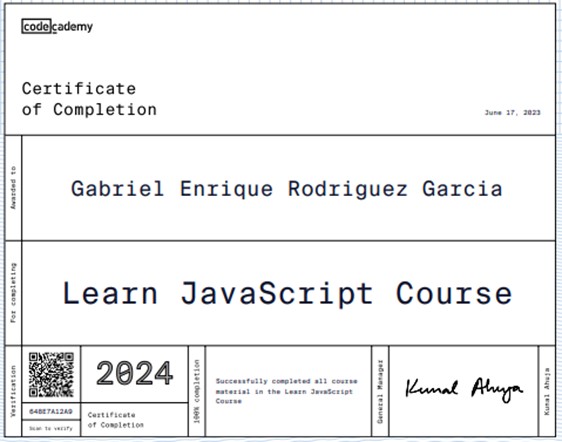 codecademy
Certificate
of Completion
June 17, 2023
Awarded to
Gabriel Enrique Rodriguez Garcia
For completing
Learn JavaScript Course
Verification
648E7A12A9
Scan to verify
2024
Certificate
of Completion
100% completion
Successfully completed all course
material in the Learn JavaScript
Course
General Manager
Kunal Ahuja
Kunal Ahuja